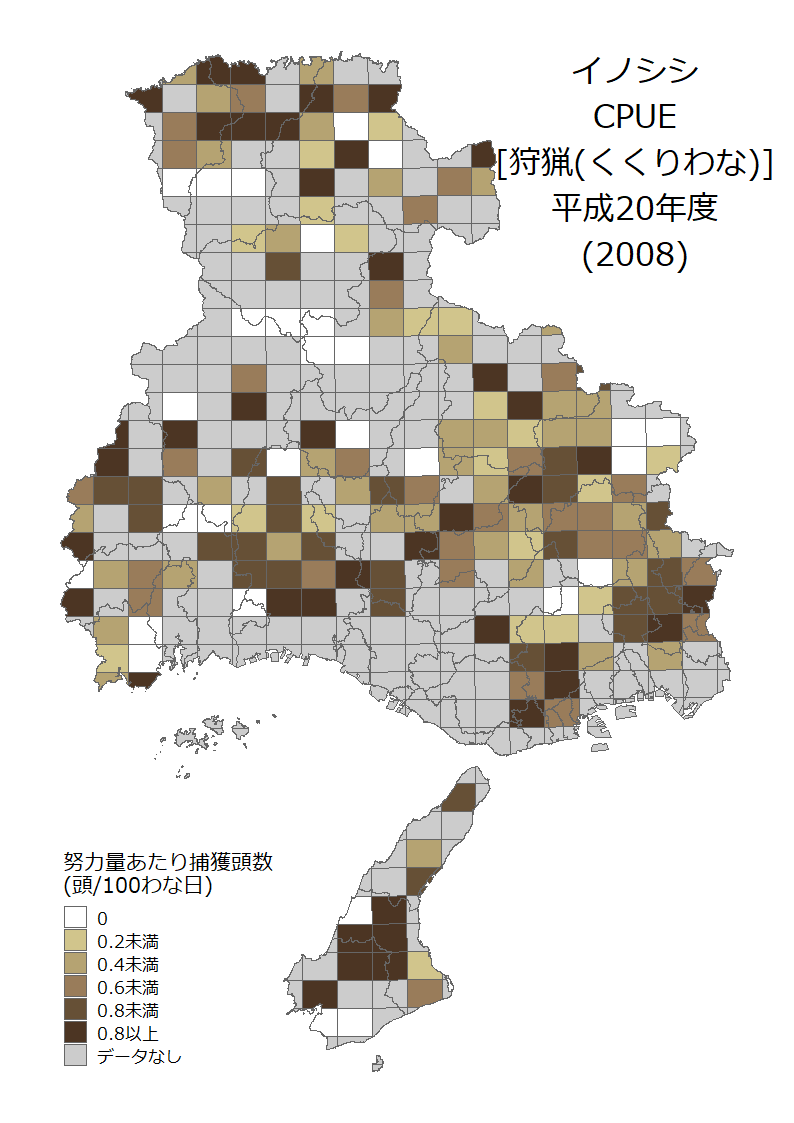 イノシシ
CPUE
[狩猟(くくりわな)]
平成20年度
(2008)
努力量あたり捕獲頭数
(頭/100わな日)
0
0.2未満
0.4未満
0.6未満
0.8未満
0.8以上
データなし